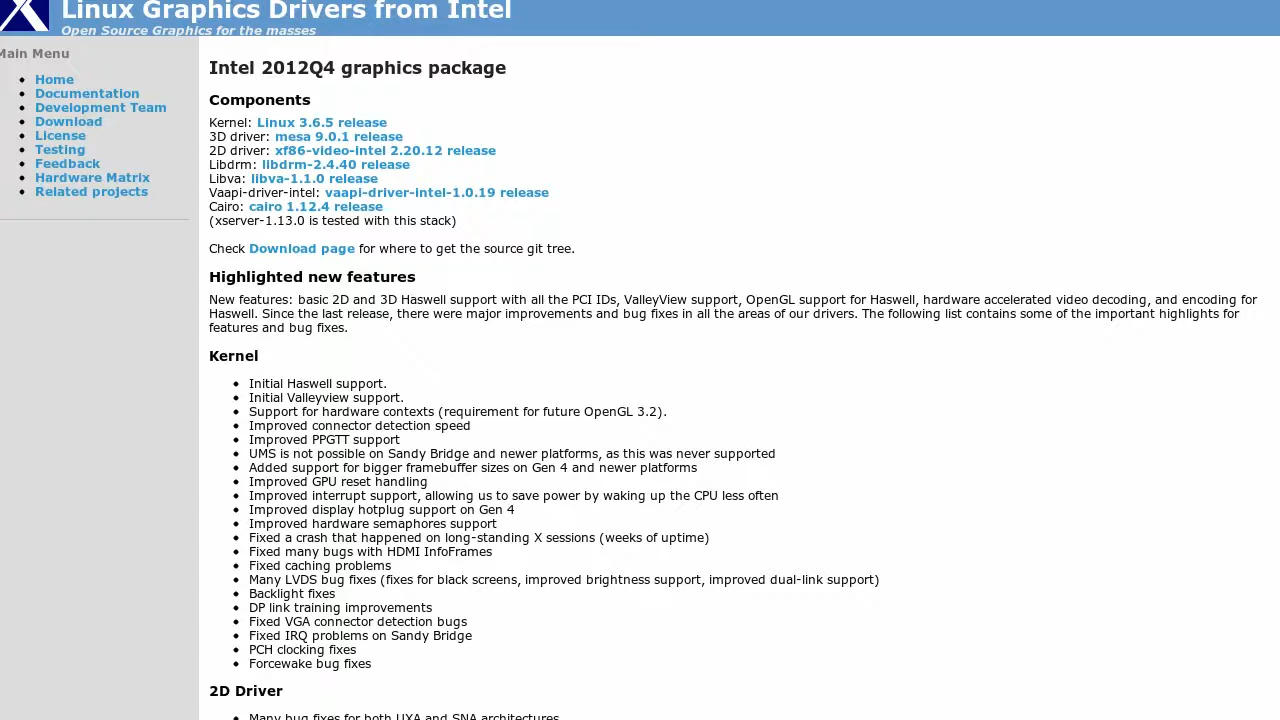 Linux Graphics Drivers from Intel
Open Source Graphics for the masses
Main Menu
Home
Documentation
Development Team
Download
License
Testing
Feedback
Hardware Matrix
Related projects
Intel 2012Q4 graphics package
Components
Kernel: Linux 3.6.5 release
3D driver: mesa 9.0.1 release
2D driver: xf86-video-intel 2.20.12 release
Libdrm: libdrm-2.4.40 release
Libva: libva-1.1.0 release
Vaapi-driver-intel: vaapi-driver-intel-1.0.19 release
Cairo: cairo 1.12.4 release
(xserver-1.13.0 is tested with this stack)
Check Download page for where to get the source git tree.
Highlighted new features
New features: basic 2D and 3D Haswell support with all the PCI IDs, ValleyView support, OpenGL support for Haswell, hardware accelerated video decoding, and encoding for
Haswell. Since the last release, there were major improvements and bug fixes in all the areas of our drivers. The following list contains some of the important highlights for
features and bug fixes.
Kernel
Initial Haswell support.
Initial Valleyview support.
Support for hardware contexts (requirement for future OpenGL 3.2).
Improved connector detection speed
Improved PPGTT support
UMS is not possible on Sandy Bridge and newer platforms, as this was never supported
Added support for bigger framebuffer sizes on Gen 4 and newer platforms
Improved GPU reset handling
Improved interrupt support, allowing us to save power by waking up the CPU less often
Improved display hotplug support on Gen 4
Improved hardware semaphores support
Fixed a crash that happened on long-standing X sessions (weeks of uptime)
Fixed many bugs with HDMI InfoFrames
Fixed caching problems
Many LVDS bug fixes (fixes for black screens, improved brightness support, improved dual-link support)
Backlight fixes
DP link training improvements
Fixed VGA connector detection bugs
Fixed IRQ problems on Sandy Bridge
PCH clocking fixes
Forcewake bug fixes
2D Driver
Many bug fixes for both UXA and SNA architectures